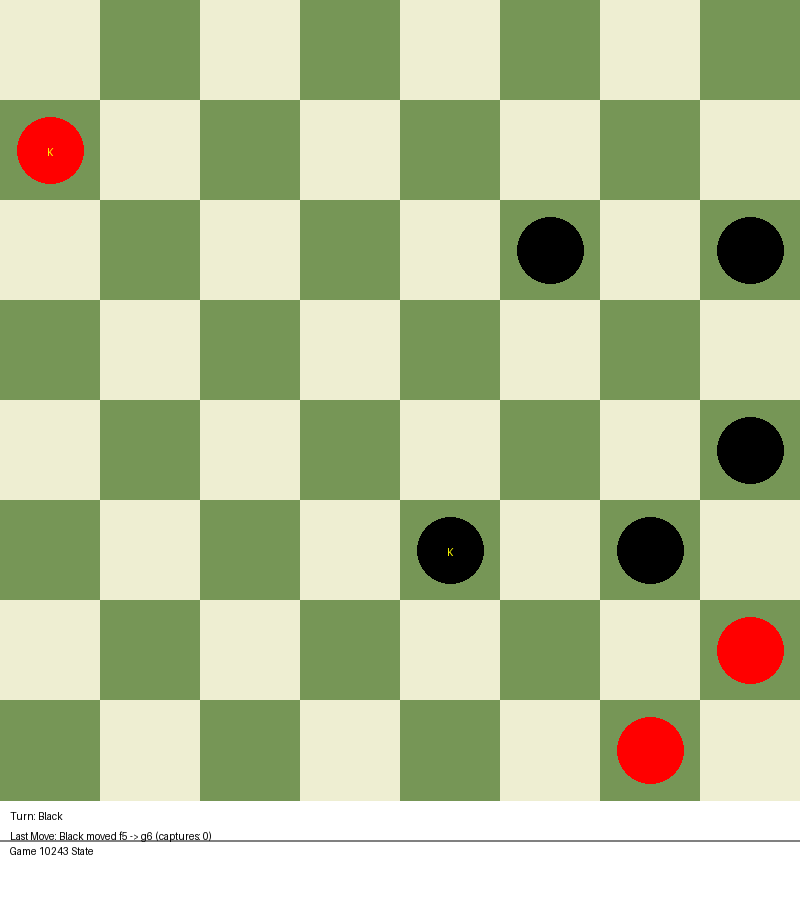 K
K
Turn: Black
Last Move: Black moved f5 -> g6 (captures: 0)
Game 10243 State